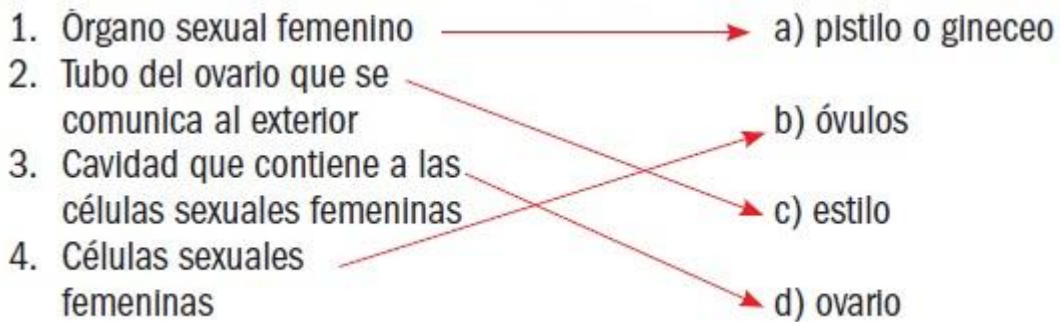 1. Órgano sexual femenino
a) pistilo o gineceo
2. Tubo del ovario que se
comunica al exterior
b) óvulos
3. Cavidad que contiene a las
células sexuales femeninas
c) estilo
4. Células sexuales
femeninas
d) ovario